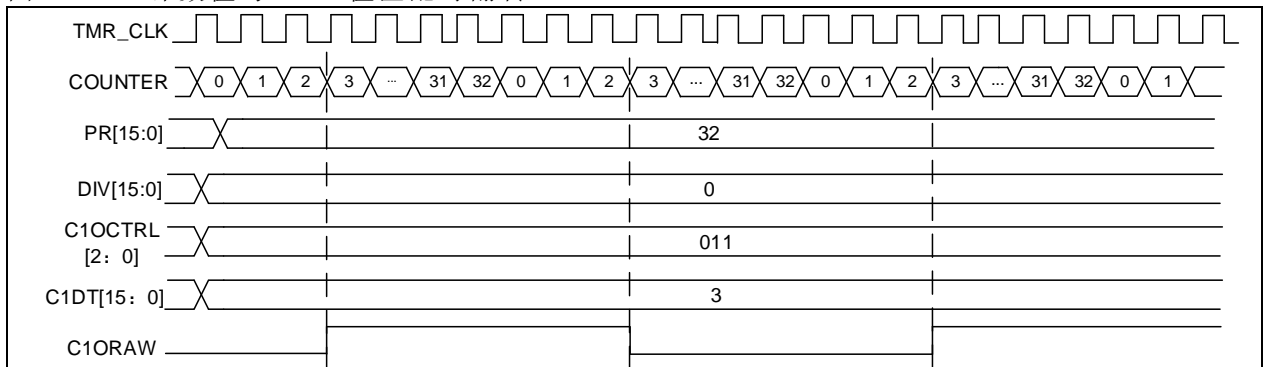 TMR_CLK
COUNTER 0 1 2 3 ... 31 32 0 1 2 3 ... 31 32 0 1 2 3 ... 31 32 0 1
PR[15:0] 32
DIV[15:0] 0
C1OCTRL
[2：0] 011
C1DT[15：0] 3
C1ORAW